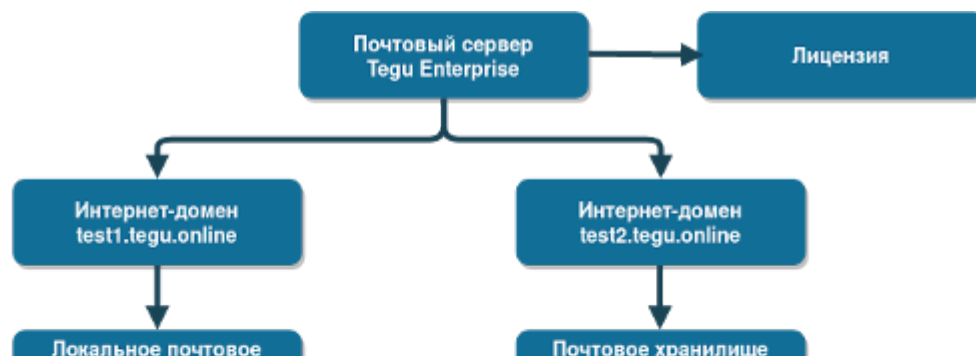 Почтовый сервер
Tegu Enterprise
Лицензия
Интернет-домен
test1.tegu.online
Интернет-домен
test2.tegu.online
Локальное почтовое
Почтовое хранилище